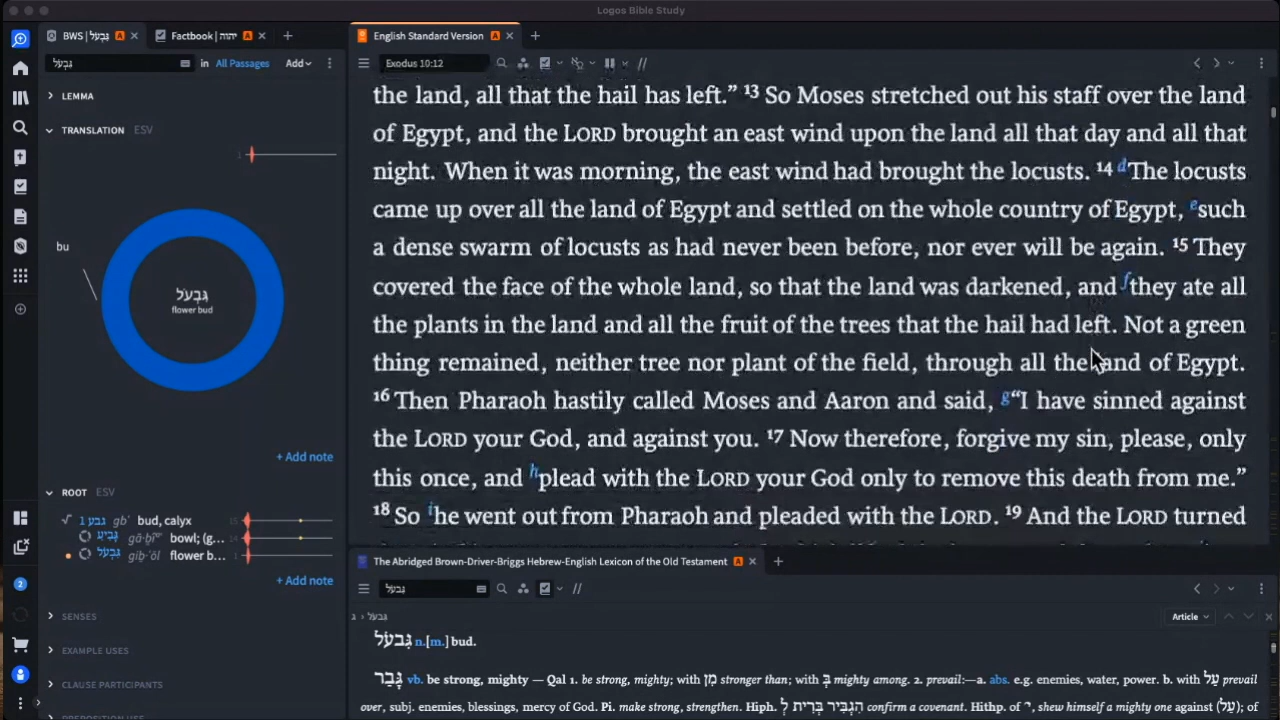 Logos Bible Study
BWS | גִּבְעֹל A
Factbook | יהוה A
English Standard Version A
גִּבְעֹל in All Passages Add
Exodus 10:12
LEMMA
TRANSLATION ESV
1
bu
גִּבְעֹל
flower bud
+ Add note
ROOT ESV
1 גבע gbʿ bud, calyx 15
גָּבִיעַ gā·ḇîaʿ bowl; (g... 14
גִּבְעֹל giḇ·ʿōl flower b... 1
+ Add note
SENSES
EXAMPLE USES
CLAUSE PARTICIPANTS
2
the land, all that the hail has left.” 13 So Moses stretched out his staff over the land
of Egypt, and the LORD brought an east wind upon the land all that day and all that
night. When it was morning, the east wind had brought the locusts. 14 d The locusts
came up over all the land of Egypt and settled on the whole country of Egypt, e such
a dense swarm of locusts as had never been before, nor ever will be again. 15 They
covered the face of the whole land, so that the land was darkened, and f they ate all
the plants in the land and all the fruit of the trees that the hail had left. Not a green
thing remained, neither tree nor plant of the field, through all the land of Egypt.
16 Then Pharaoh hastily called Moses and Aaron and said, g “I have sinned against
the LORD your God, and against you. 17 Now therefore, forgive my sin, please, only
this once, and h plead with the LORD your God only to remove this death from me.”
18 So i he went out from Pharaoh and pleaded with the LORD. 19 And the LORD turned
The Abridged Brown-Driver-Briggs Hebrew-English Lexicon of the Old Testament A
גִּבְעֹל
ג › גִּבְעֹל Article
גִּבְעֹל n.[m.] bud.
גָּבַר vb. be strong, mighty — Qal 1. be strong, mighty; with מִן stronger than; with בְּ mighty among. 2. prevail:—a. abs. e.g. enemies, water, power. b. with עַל prevail
over, subj. enemies, blessings, mercy of God. Pi. make strong, strengthen. Hiph. הִגְבִּיר בְּרִית לְ confirm a covenant. Hithp. of י׳, shew himself a mighty one against (עַל); of